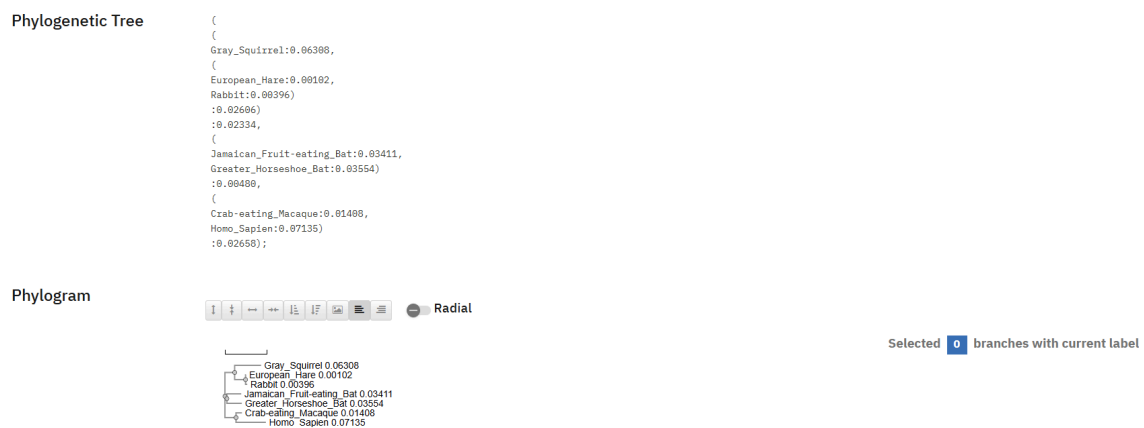 Phylogenetic Tree
(
(
Gray_Squirrel:0.06308,
(
European_Hare:0.00102,
Rabbit:0.00396)
:0.02606)
:0.02334,
(
Jamaican_Fruit-eating_Bat:0.03411,
Greater_Horseshoe_Bat:0.03554)
:0.00480,
(
Crab-eating_Macaque:0.01408,
Homo_Sapien:0.07135)
:0.02658);
Phylogram
Radial
Selected 0 branches with current label
Gray_Squirrel 0.06308
European_Hare 0.00102
Rabbit 0.00396
Jamaican_Fruit-eating_Bat 0.03411
Greater_Horseshoe_Bat 0.03554
Crab-eating_Macaque 0.01408
Homo_Sapien 0.07135